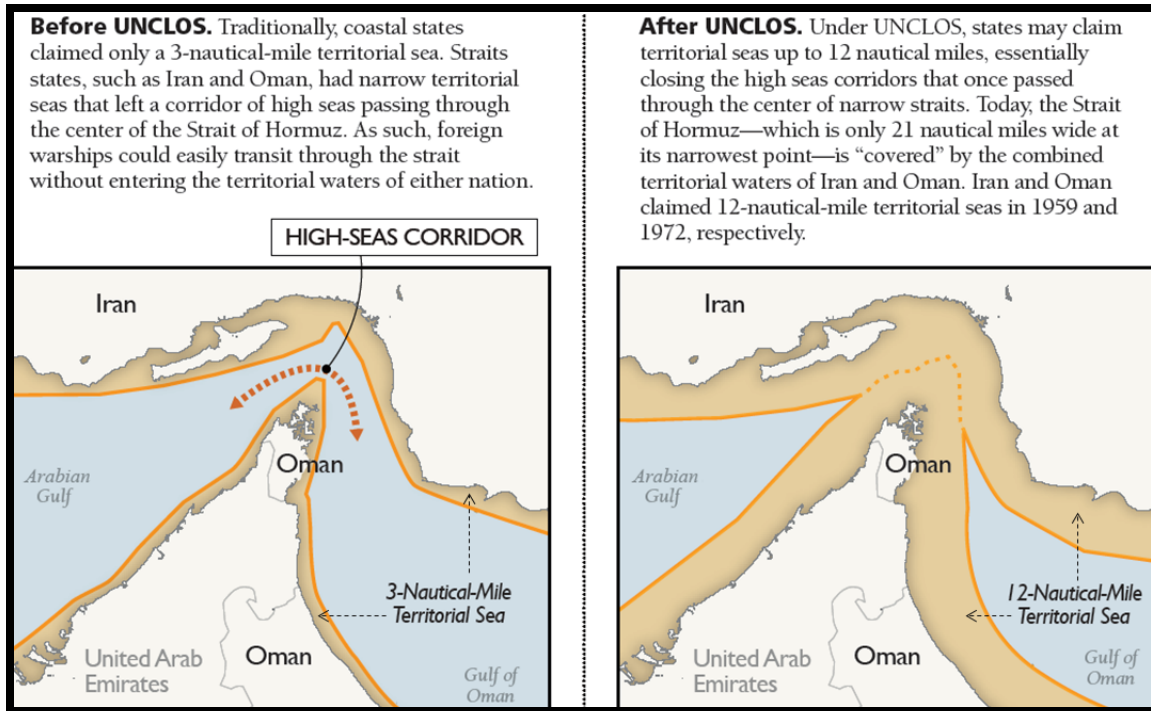 Before UNCLOS. Traditionally, coastal states
claimed only a 3-nautical-mile territorial sea. Straits
states, such as Iran and Oman, had narrow territorial
seas that left a corridor of high seas passing through
the center of the Strait of Hormuz. As such, foreign
warships could easily transit through the strait
without entering the territorial waters of either nation.
HIGH-SEAS CORRIDOR
Iran
Oman
Arabian
Gulf
3-Nautical-Mile
Territorial Sea
United Arab
Emirates
Oman
Gulf of
Oman
After UNCLOS. Under UNCLOS, states may claim
territorial seas up to 12 nautical miles, essentially
closing the high seas corridors that once passed
through the center of narrow straits. Today, the Strait
of Hormuz—which is only 21 nautical miles wide at
its narrowest point—is “covered” by the combined
territorial waters of Iran and Oman. Iran and Oman
claimed 12-nautical-mile territorial seas in 1959 and
1972, respectively.
Iran
Oman
Arabian
Gulf
12-Nautical-Mile
Territorial Sea
United Arab
Emirates
Oman
Gulf of
Oman